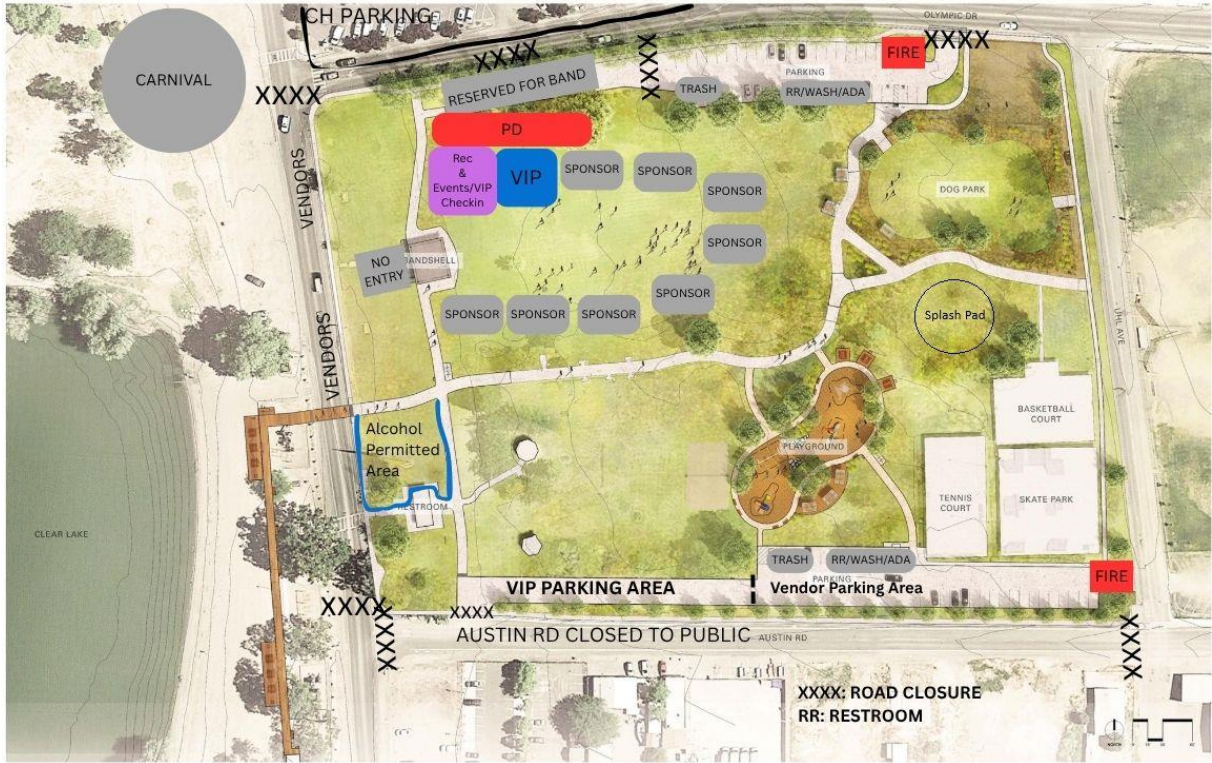 CH PARKING
OLYMPIC DR
CARNIVAL
XXXX
XXXX
XXXX
FIRE
XXXX
PARKING
RESERVED FOR BAND
TRASH
RR/WASH/ADA
PD
VENDORS
Rec
&
Events/VIP
Checkin
VIP
SPONSOR
SPONSOR
SPONSOR
DOG PARK
SPONSOR
NO
ENTRY
BANDSHELL
SPONSOR
SPONSOR
SPONSOR
SPONSOR
Splash Pad
UHL AVE
VENDORS
BASKETBALL
COURT
Alcohol
Permitted
Area
PLAYGROUND
RESTROOM
TENNIS
COURT
SKATE PARK
CLEAR LAKE
TRASH
RR/WASH/ADA
PARKING
FIRE
VIP PARKING AREA
Vendor Parking Area
XXXX
XXXX
XXXX
XXXX
AUSTIN RD CLOSED TO PUBLIC
AUSTIN RD
XXXX: ROAD CLOSURE
RR: RESTROOM
NORTH